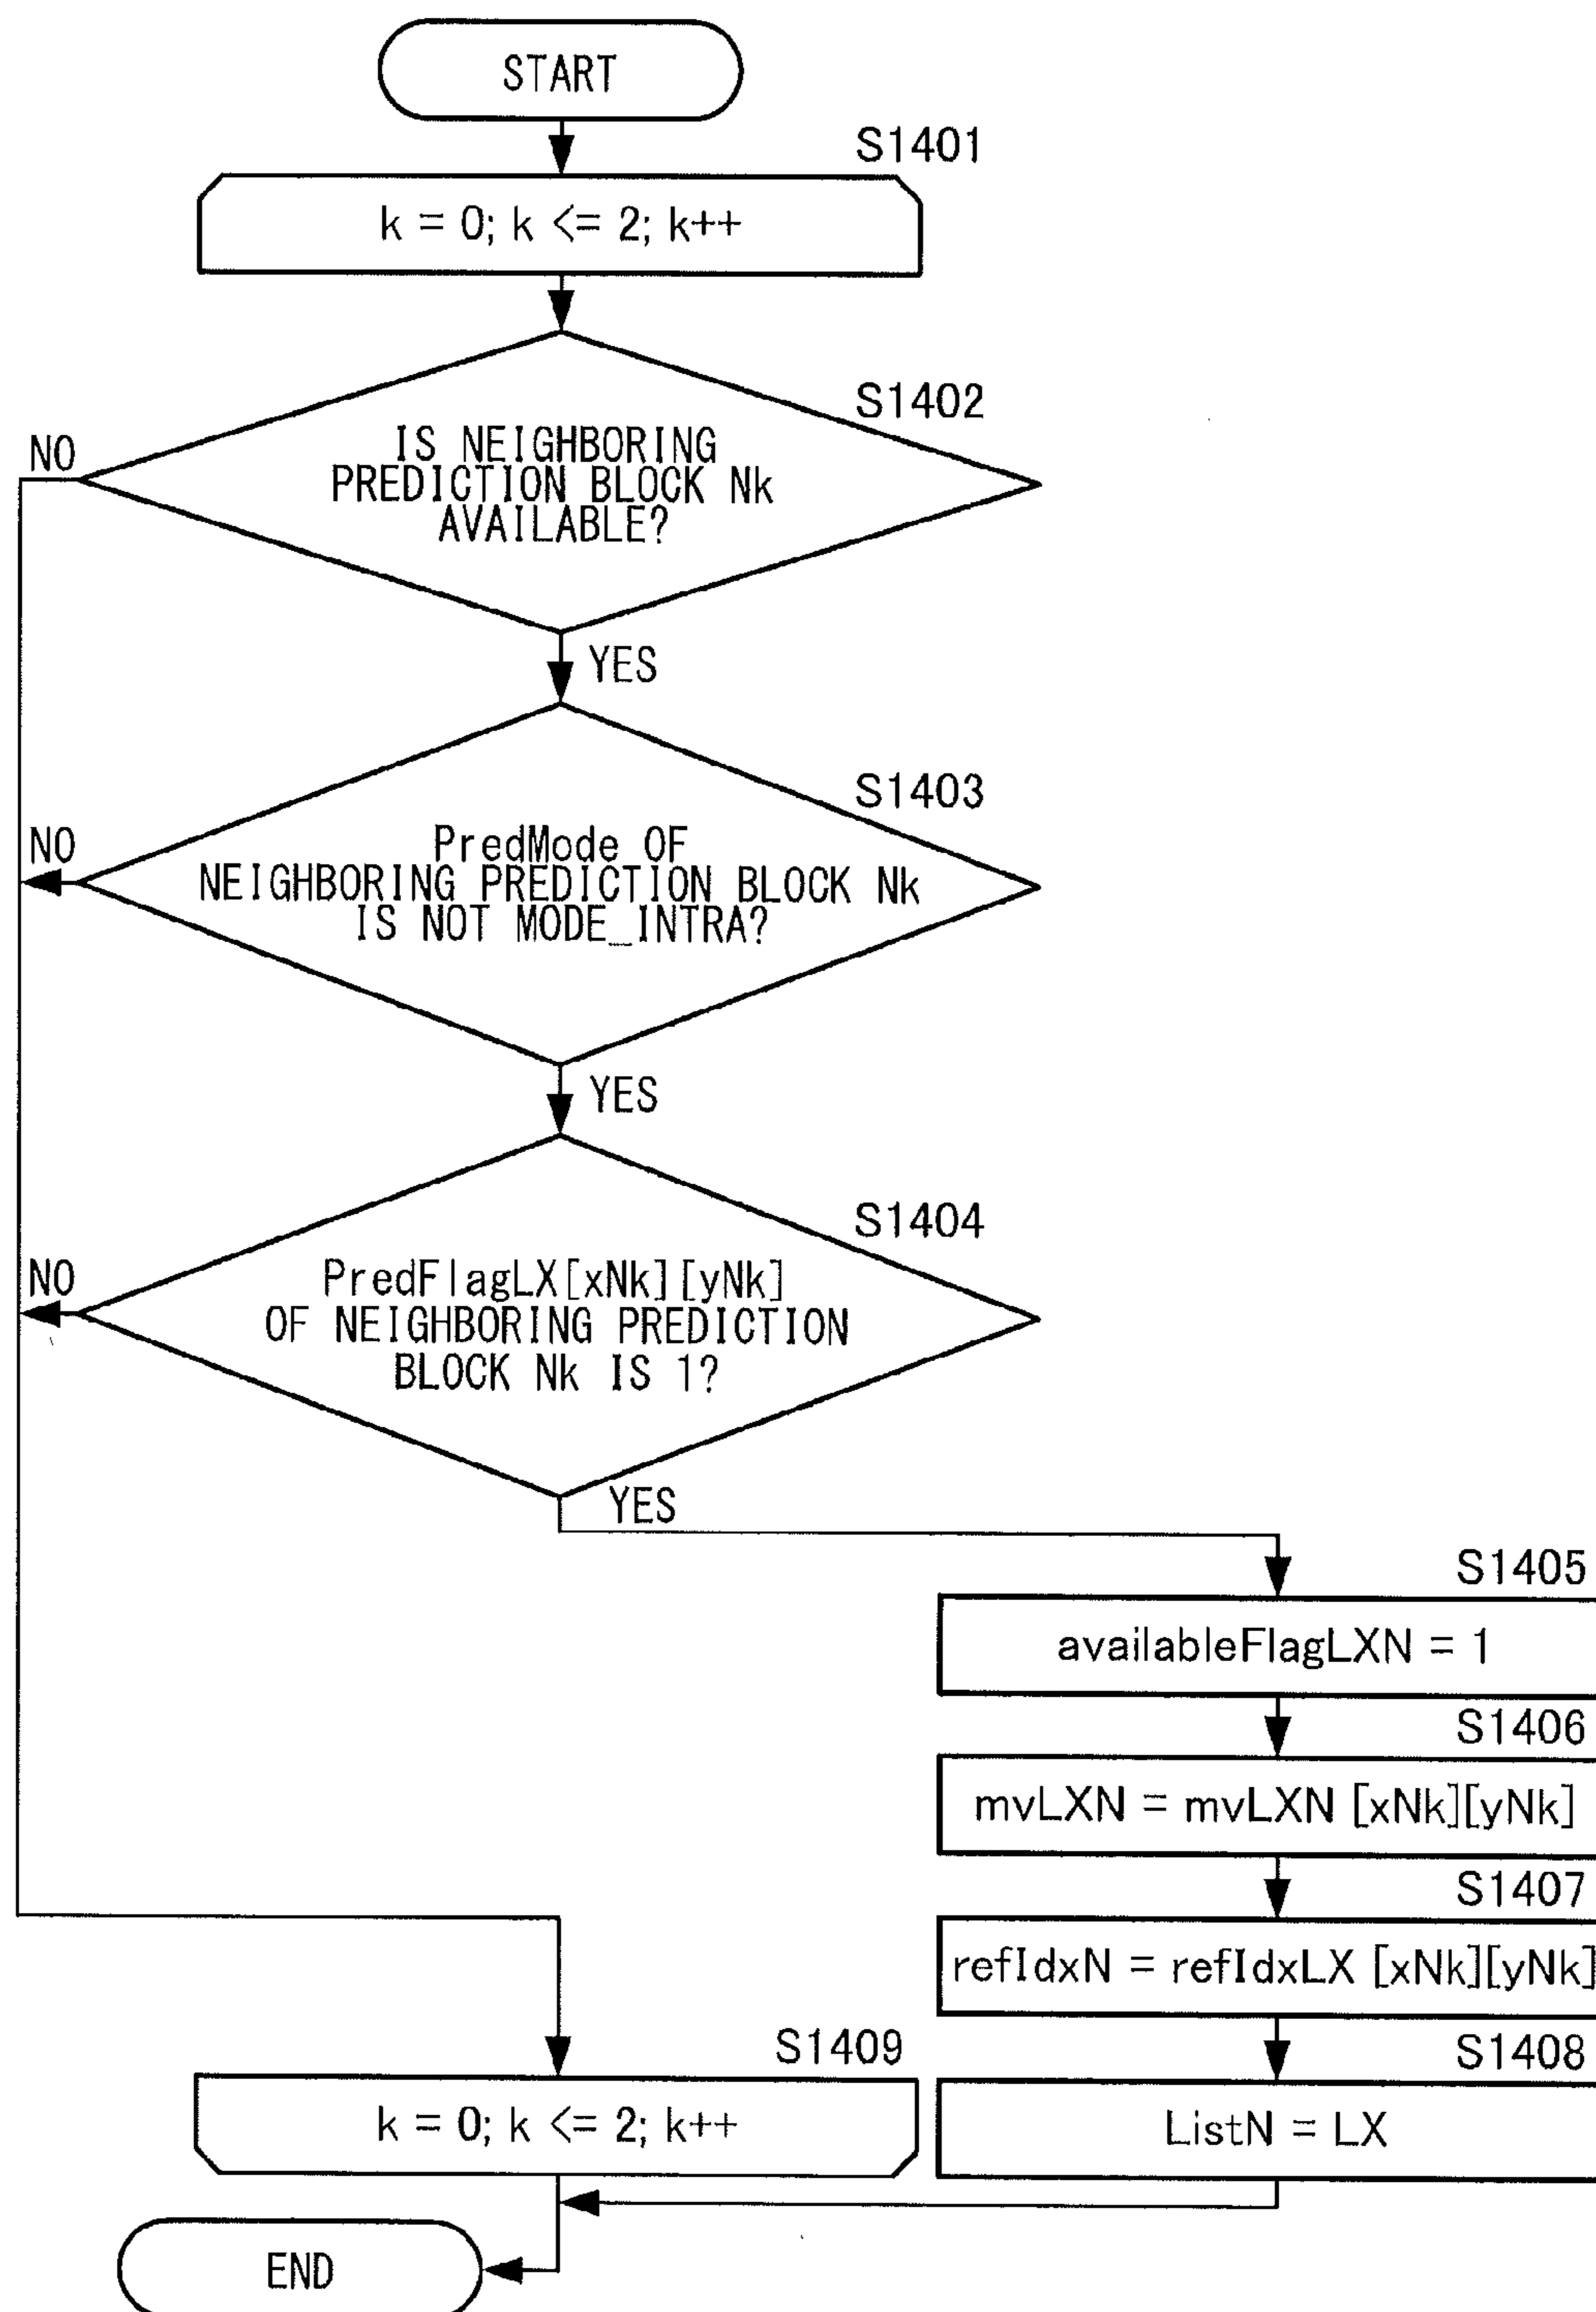 START
S1401
k = 0; k <= 2; k++
S1402
NO
IS NEIGHBORING
PREDICTION BLOCK Nk
AVAILABLE?
YES
S1403
NO
PredMode OF
NEIGHBORING PREDICTION BLOCK Nk
IS NOT MODE_INTRA?
YES
S1404
NO
PredFlagLX[xNk][yNk]
OF NEIGHBORING PREDICTION
BLOCK Nk IS 1?
YES
S1405
availableFlagLXN = 1
S1406
mvLXN = mvLXN [xNk][yNk]
S1407
refIdxN = refIdxLX [xNk][yNk]
S1409
k = 0; k <= 2; k++
S1408
ListN = LX
END